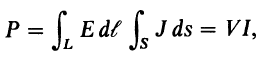 P = ∫_L E dℓ ∫_S J ds = VI,